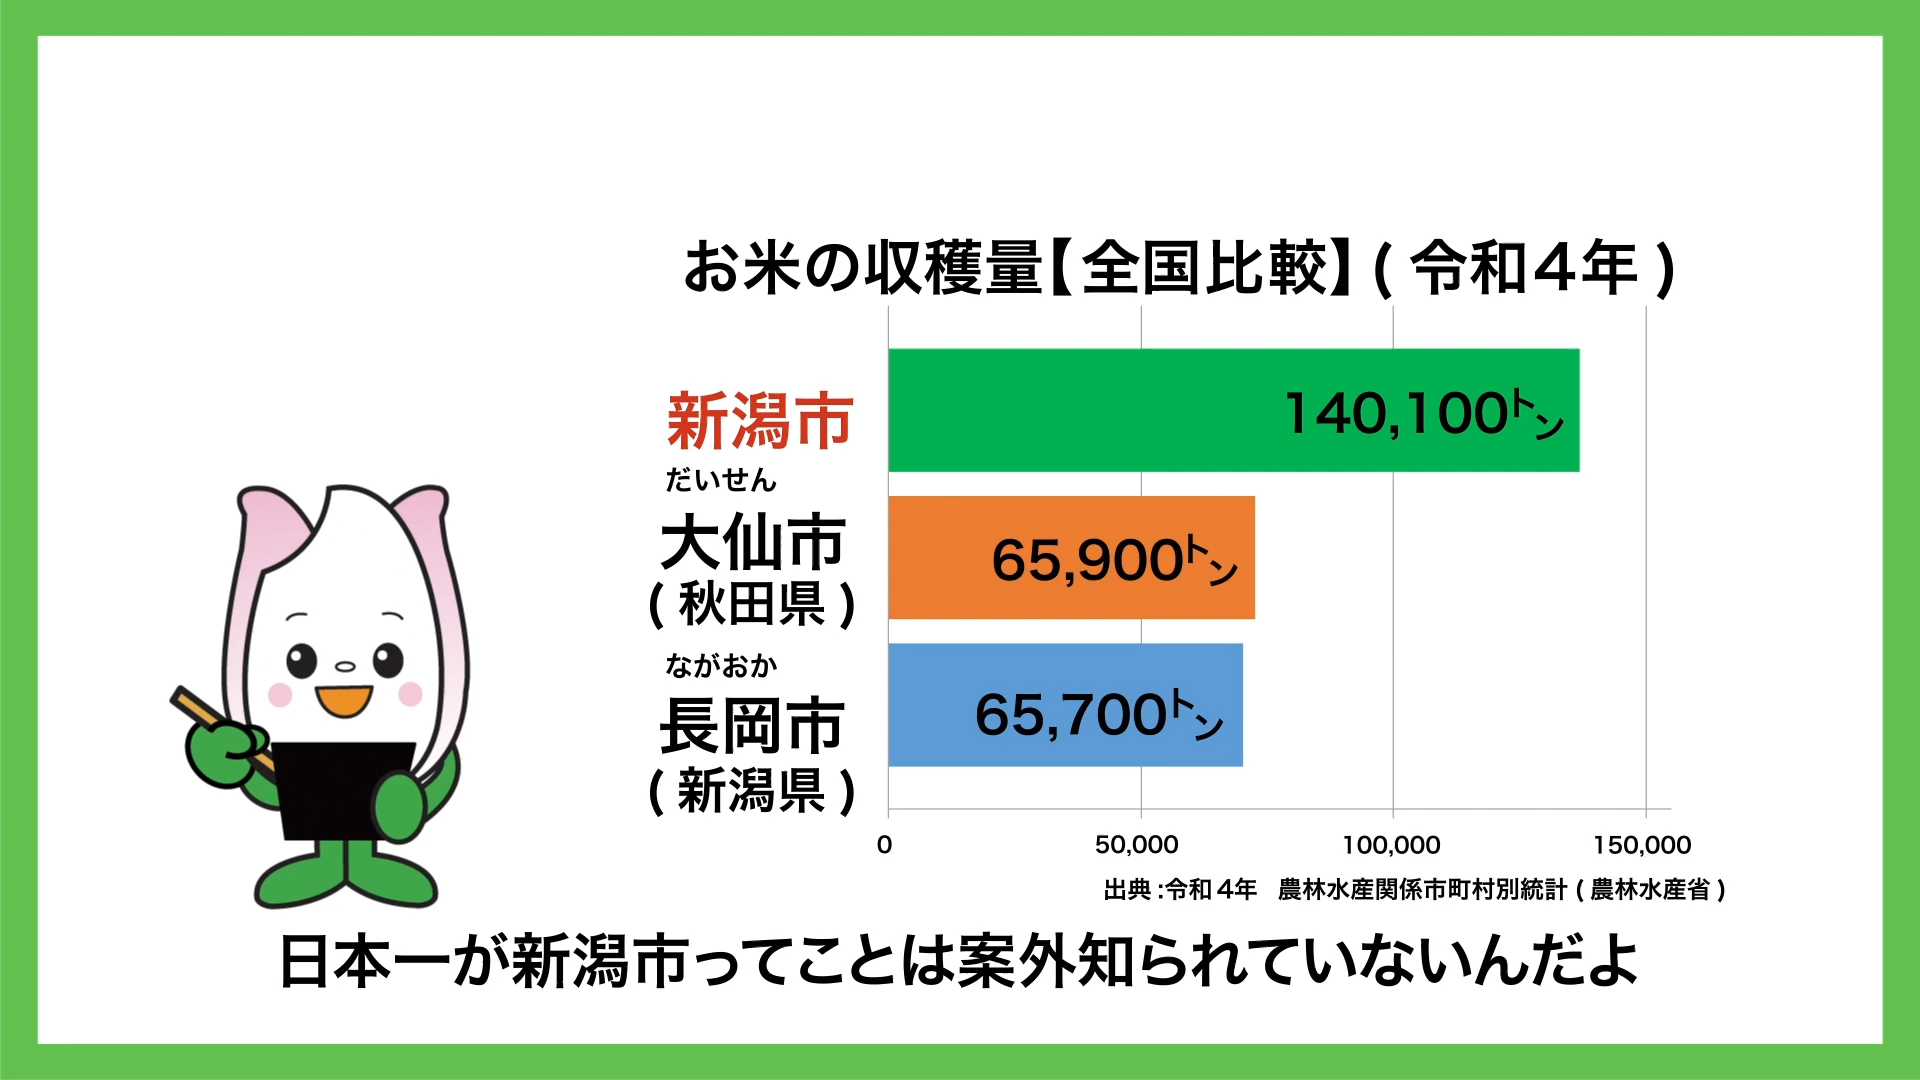 お米の収穫量【全国比較】(令和4年)
新潟市
140,100トン
だいせん
大仙市
(秋田県)
65,900トン
ながおか
長岡市
(新潟県)
65,700トン
0 50,000 100,000 150,000
出典:令和4年 農林水産関係市町村別統計(農林水産省)
日本一が新潟市ってことは案外知られていないんだよ